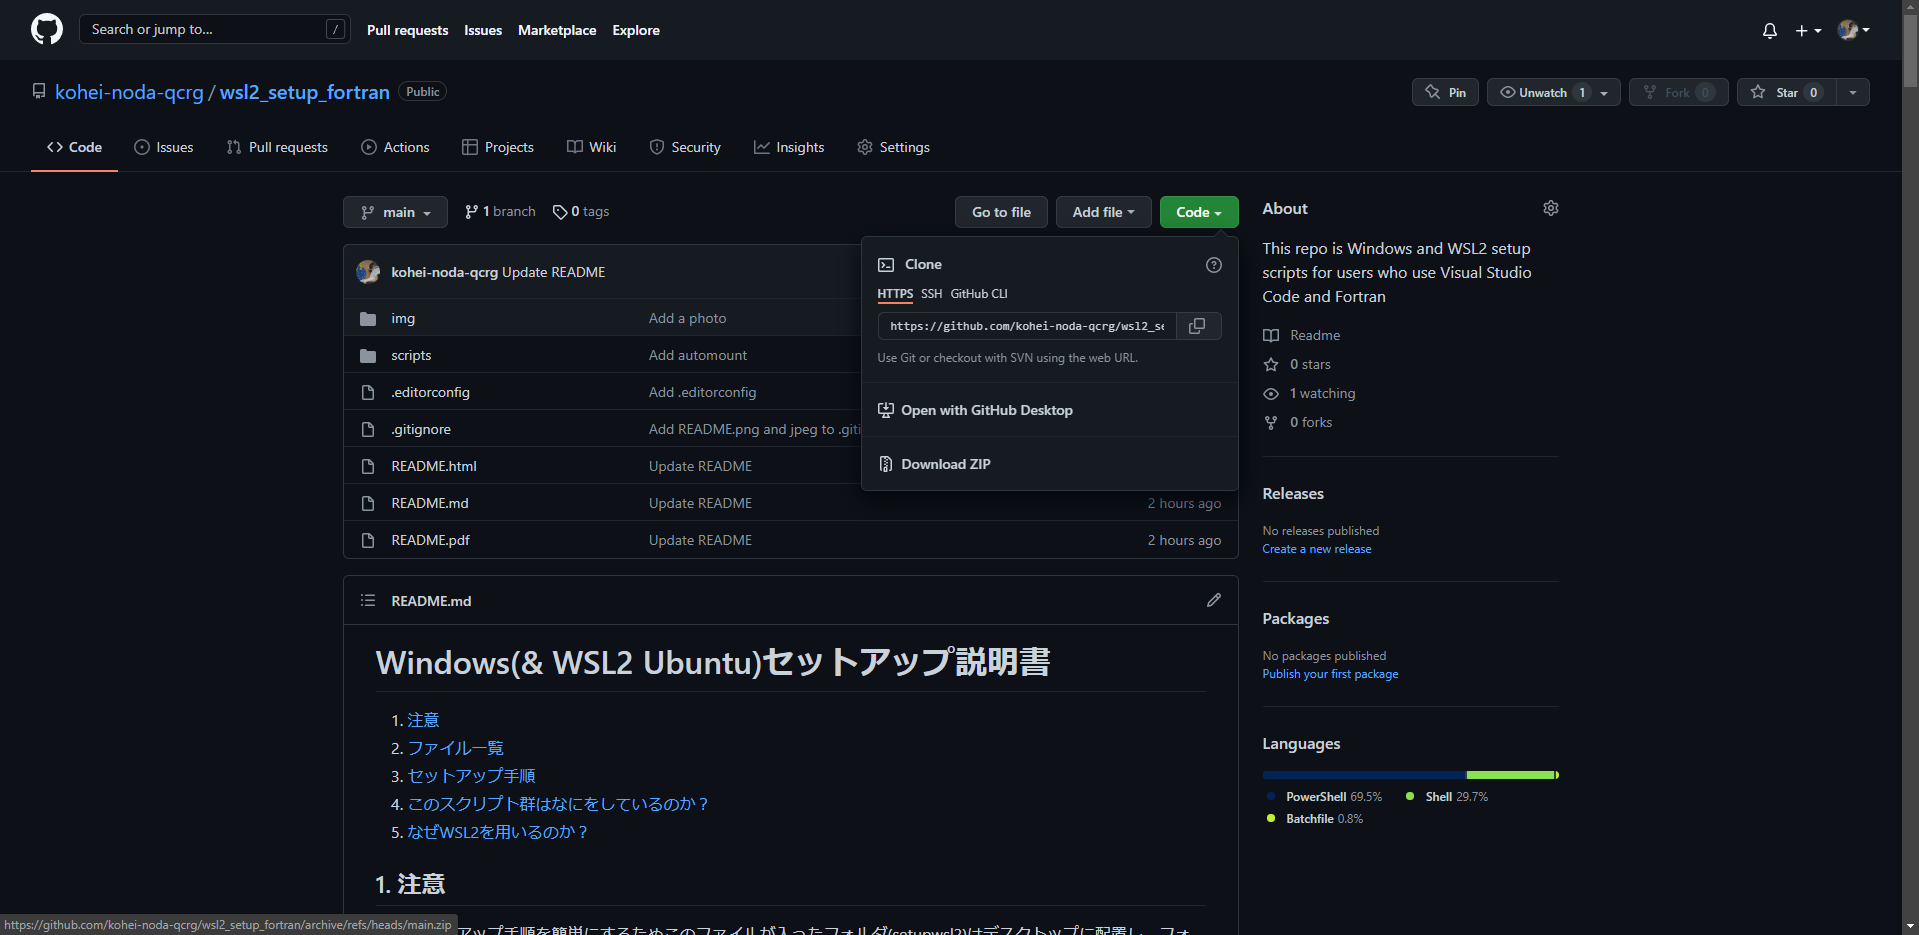 Search or jump to... /
Pull requests Issues Marketplace Explore
kohei-noda-qcrg / wsl2_setup_fortran Public
Pin Unwatch 1 Fork 0 Star 0
Code Issues Pull requests Actions Projects Wiki Security Insights Settings
main 1 branch 0 tags Go to file Add file Code
kohei-noda-qcrg Update README
img Add a photo
scripts Add automount
.editorconfig Add .editorconfig
.gitignore Add README.png and jpeg to .giti
README.html Update README
README.md Update README 2 hours ago
README.pdf Update README 2 hours ago
Clone
HTTPS SSH GitHub CLI
https://github.com/kohei-noda-qcrg/wsl2_se
Use Git or checkout with SVN using the web URL.
Open with GitHub Desktop
Download ZIP
README.md
Windows(& WSL2 Ubuntu)セットアップ説明書
1. 注意
2. ファイル一覧
3. セットアップ手順
4. このスクリプト群はなにをしているのか？
5. なぜWSL2を用いるのか？
1. 注意
アップ手順を簡単にするためこのファイルが入ったフォルダ(setupwsl2)はデスクトップに配置し、フォ
About
This repo is Windows and WSL2 setup
scripts for users who use Visual Studio
Code and Fortran
Readme
0 stars
1 watching
0 forks
Releases
No releases published
Create a new release
Packages
No packages published
Publish your first package
Languages
PowerShell 69.5% Shell 29.7%
Batchfile 0.8%
https://github.com/kohei-noda-qcrg/wsl2_setup_fortran/archive/refs/heads/main.zip